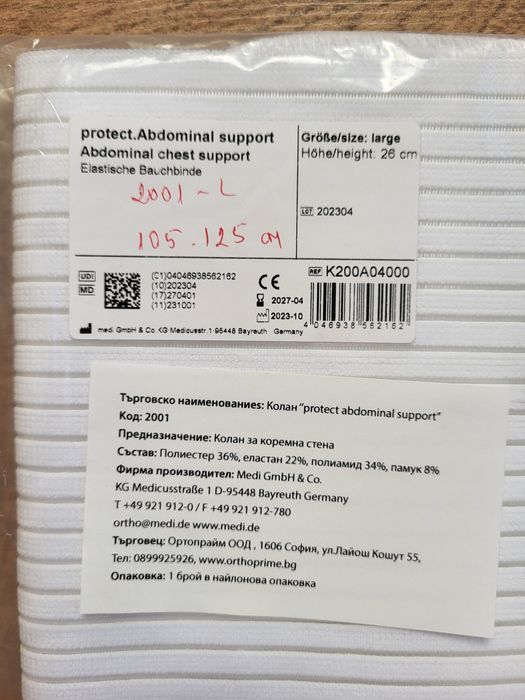 protect.Abdominal support
Abdominal chest support
Elastische Bauchbinde
2001 - L
105 - 125 см
Größe/size: large
Höhe/height: 26 cm
LOT 202304
UDI
MD
(01)04046938562162
(10)202304
(17)270401
(11)231001
CE
2027-04
2023-10
REF K200A04000
4 046938 562162
medi GmbH & Co. KG Medicusstr.1 95448 Bayreuth Germany
Търговско наименованиеs: Колан "protect abdominal support"
Код: 2001
Предназначение: Колан за коремна стена
Състав: Полиестер 36%, еластан 22%, полиамид 34%, памук 8%
Фирма производител: Medi GmbH & Co.
KG Medicusstraße 1 D-95448 Bayreuth Germany
T +49 921 912-0 / F +49 921 912-780
ortho@medi.de www.medi.de
Търговец: Ортопрайм ООД , 1606 София, ул.Лайош Кошут 55,
Тел: 0899925926, www.orthoprime.bg
Опаковка: 1 брой в найлонова опаковка